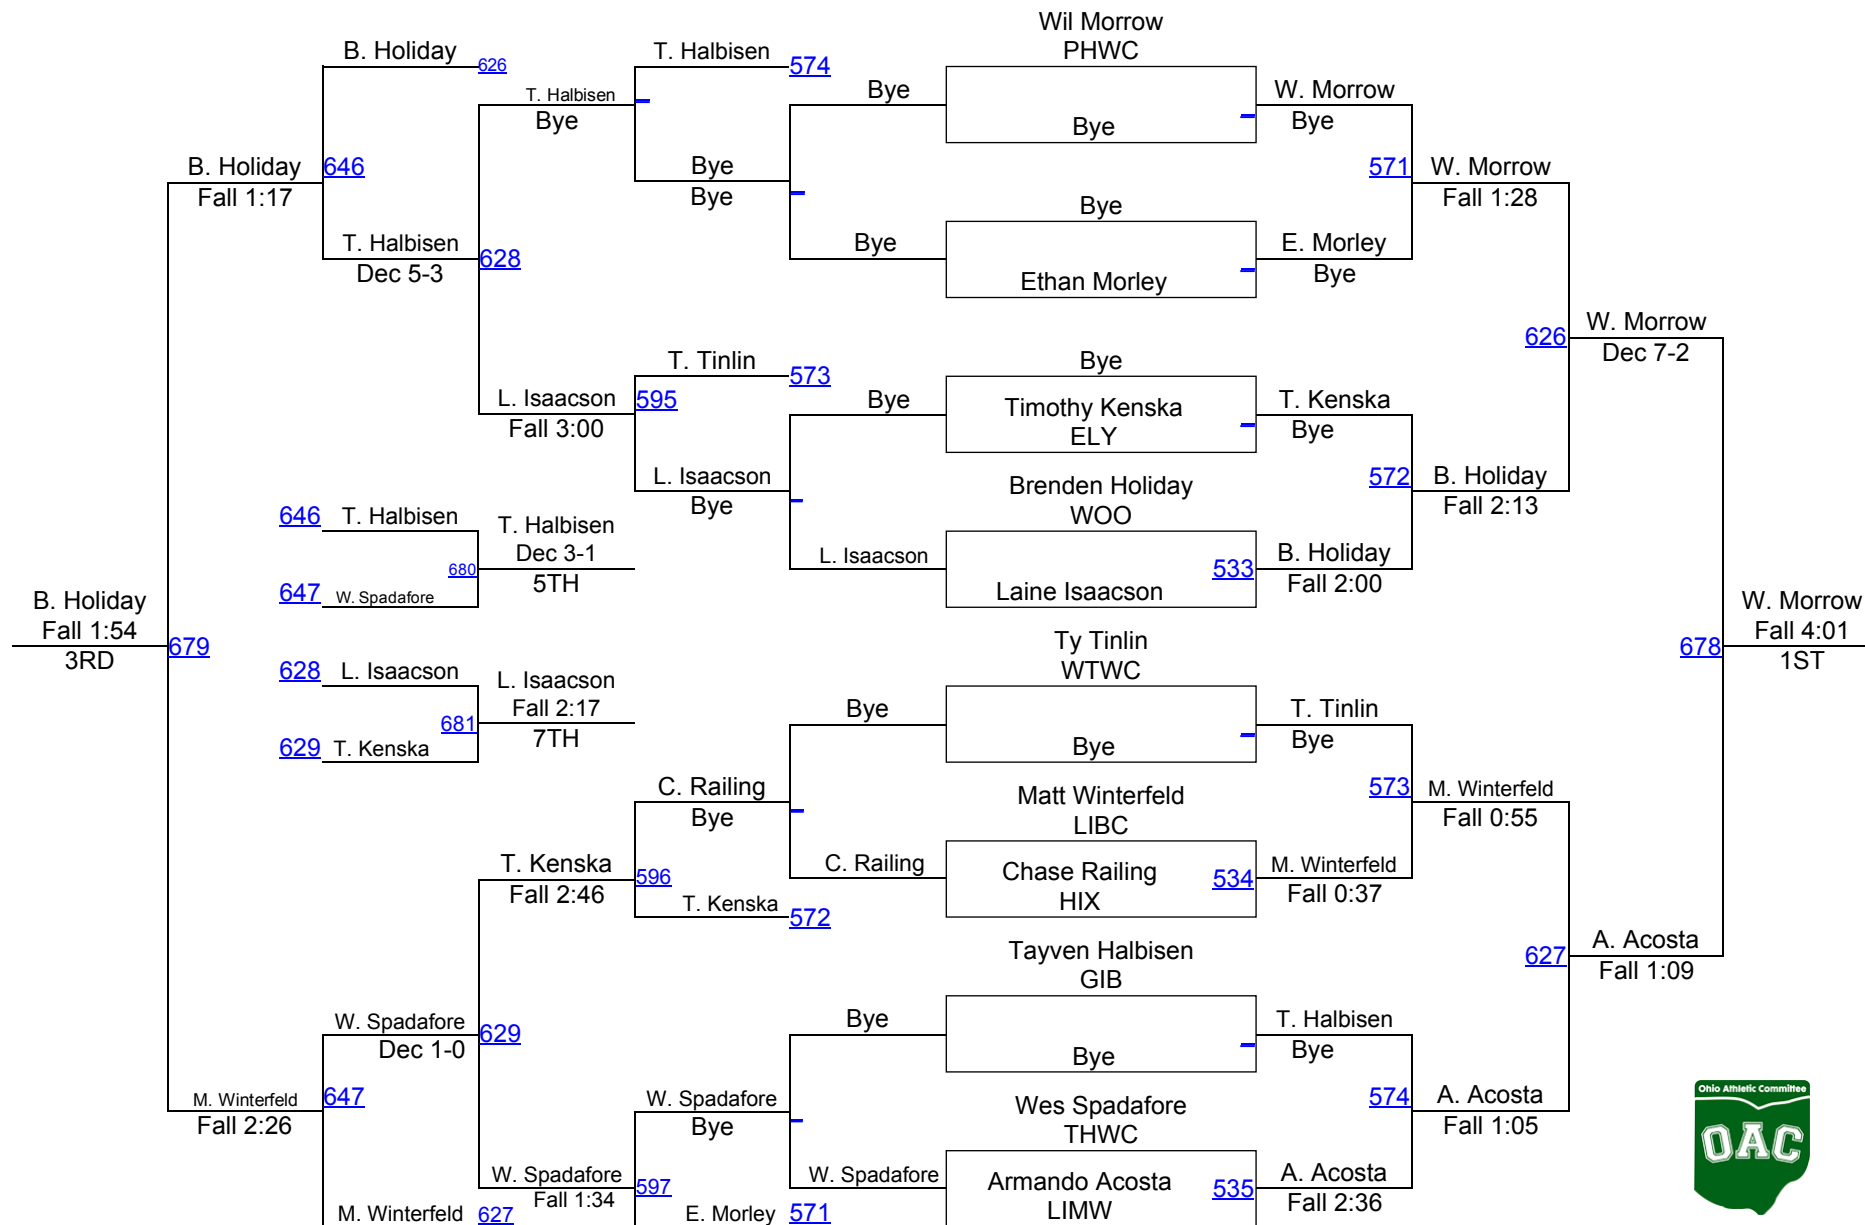 Wil Morrow
PHWC
B. Holiday
626
T. Halbisen
574
T. Halbisen
Bye
Bye
Bye
W. Morrow
Bye
B. Holiday
646
Fall 1:17
Bye
Bye
571
W. Morrow
Fall 1:28
Bye
T. Halbisen
Dec 5-3
628
Bye
Ethan Morley
E. Morley
Bye
626
W. Morrow
Dec 7-2
T. Tinlin
573
Bye
L. Isaacson
595
Fall 3:00
Bye
Timothy Kenska
ELY
T. Kenska
Bye
L. Isaacson
Bye
Brenden Holiday
WOO
572
B. Holiday
Fall 2:13
646
T. Halbisen
T. Halbisen
Dec 3-1
5TH
680
647
W. Spadafore
L. Isaacson
Laine Isaacson
533
B. Holiday
Fall 2:00
B. Holiday
Fall 1:54
3RD
679
Ty Tinlin
WTWC
678
W. Morrow
Fall 4:01
1ST
628
L. Isaacson
L. Isaacson
Fall 2:17
7TH
681
629
T. Kenska
Bye
Bye
T. Tinlin
Bye
C. Railing
Bye
Matt Winterfeld
LIBC
573
M. Winterfeld
Fall 0:55
T. Kenska
Fall 2:46
596
C. Railing
Chase Railing
HIX
534
M. Winterfeld
Fall 0:37
T. Kenska
572
Tayven Halbisen
GIB
627
A. Acosta
Fall 1:09
W. Spadafore
Dec 1-0
629
Bye
Bye
T. Halbisen
Bye
M. Winterfeld
Fall 2:26
647
W. Spadafore
Bye
Wes Spadafore
THWC
574
A. Acosta
Fall 1:05
Ohio Athletic Committee
OAC
W. Spadafore
Fall 1:34
597
W. Spadafore
Armando Acosta
LIMW
535
A. Acosta
Fall 2:36
M. Winterfeld
627
E. Morley
571